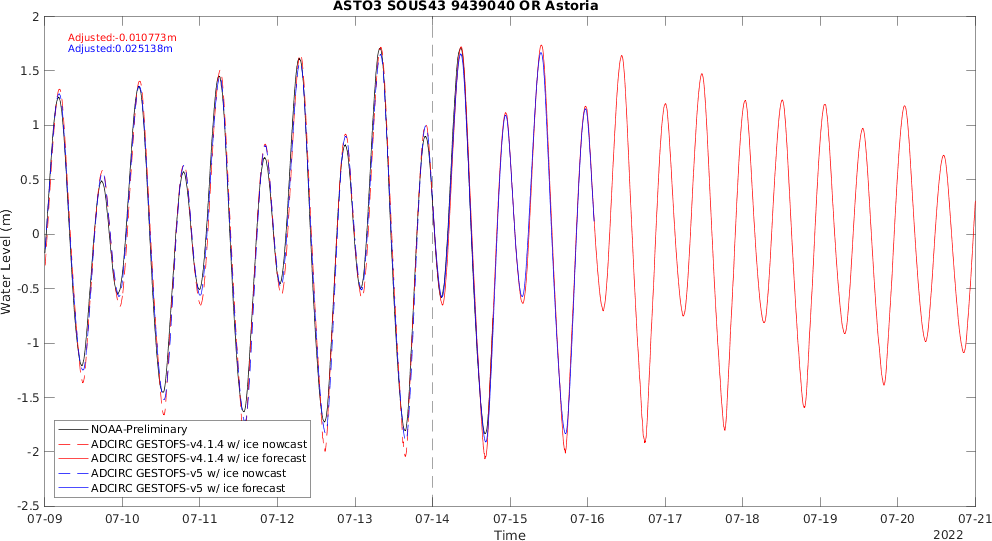 ASTO3 SOUS43 9439040 OR Astoria
Adjusted:-0.010773m
Adjusted:0.025138m
2
1.5
1
0.5
0
-0.5
-1
-1.5
-2
-2.5
Water Level (m)
NOAA-Preliminary
ADCIRC GESTOFS-v4.1.4 w/ ice nowcast
ADCIRC GESTOFS-v4.1.4 w/ ice forecast
ADCIRC GESTOFS-v5 w/ ice nowcast
ADCIRC GESTOFS-v5 w/ ice forecast
07-09 07-10 07-11 07-12 07-13 07-14 07-15 07-16 07-17 07-18 07-19 07-20 07-21
Time
2022